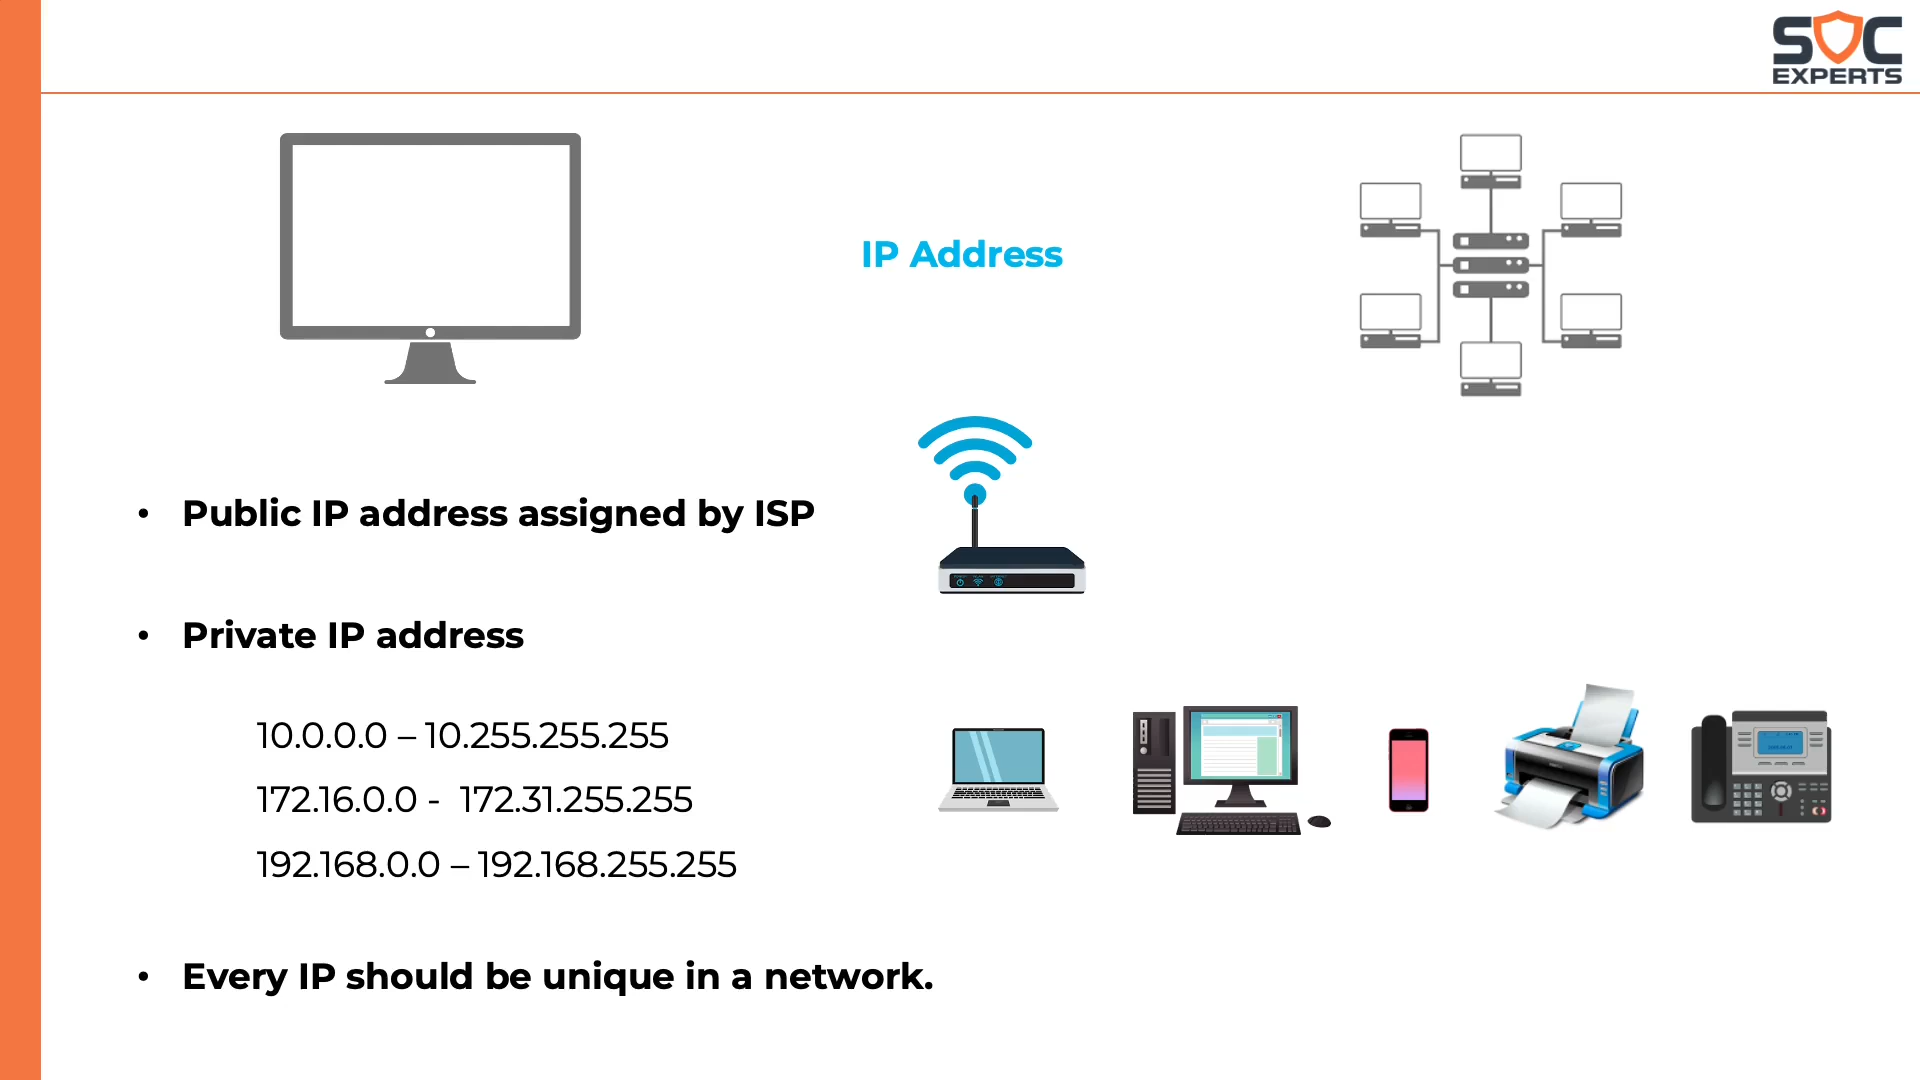 SOC
EXPERTS
IP Address
• Public IP address assigned by ISP
• Private IP address
10.0.0.0 – 10.255.255.255
172.16.0.0 - 172.31.255.255
192.168.0.0 – 192.168.255.255
• Every IP should be unique in a network.